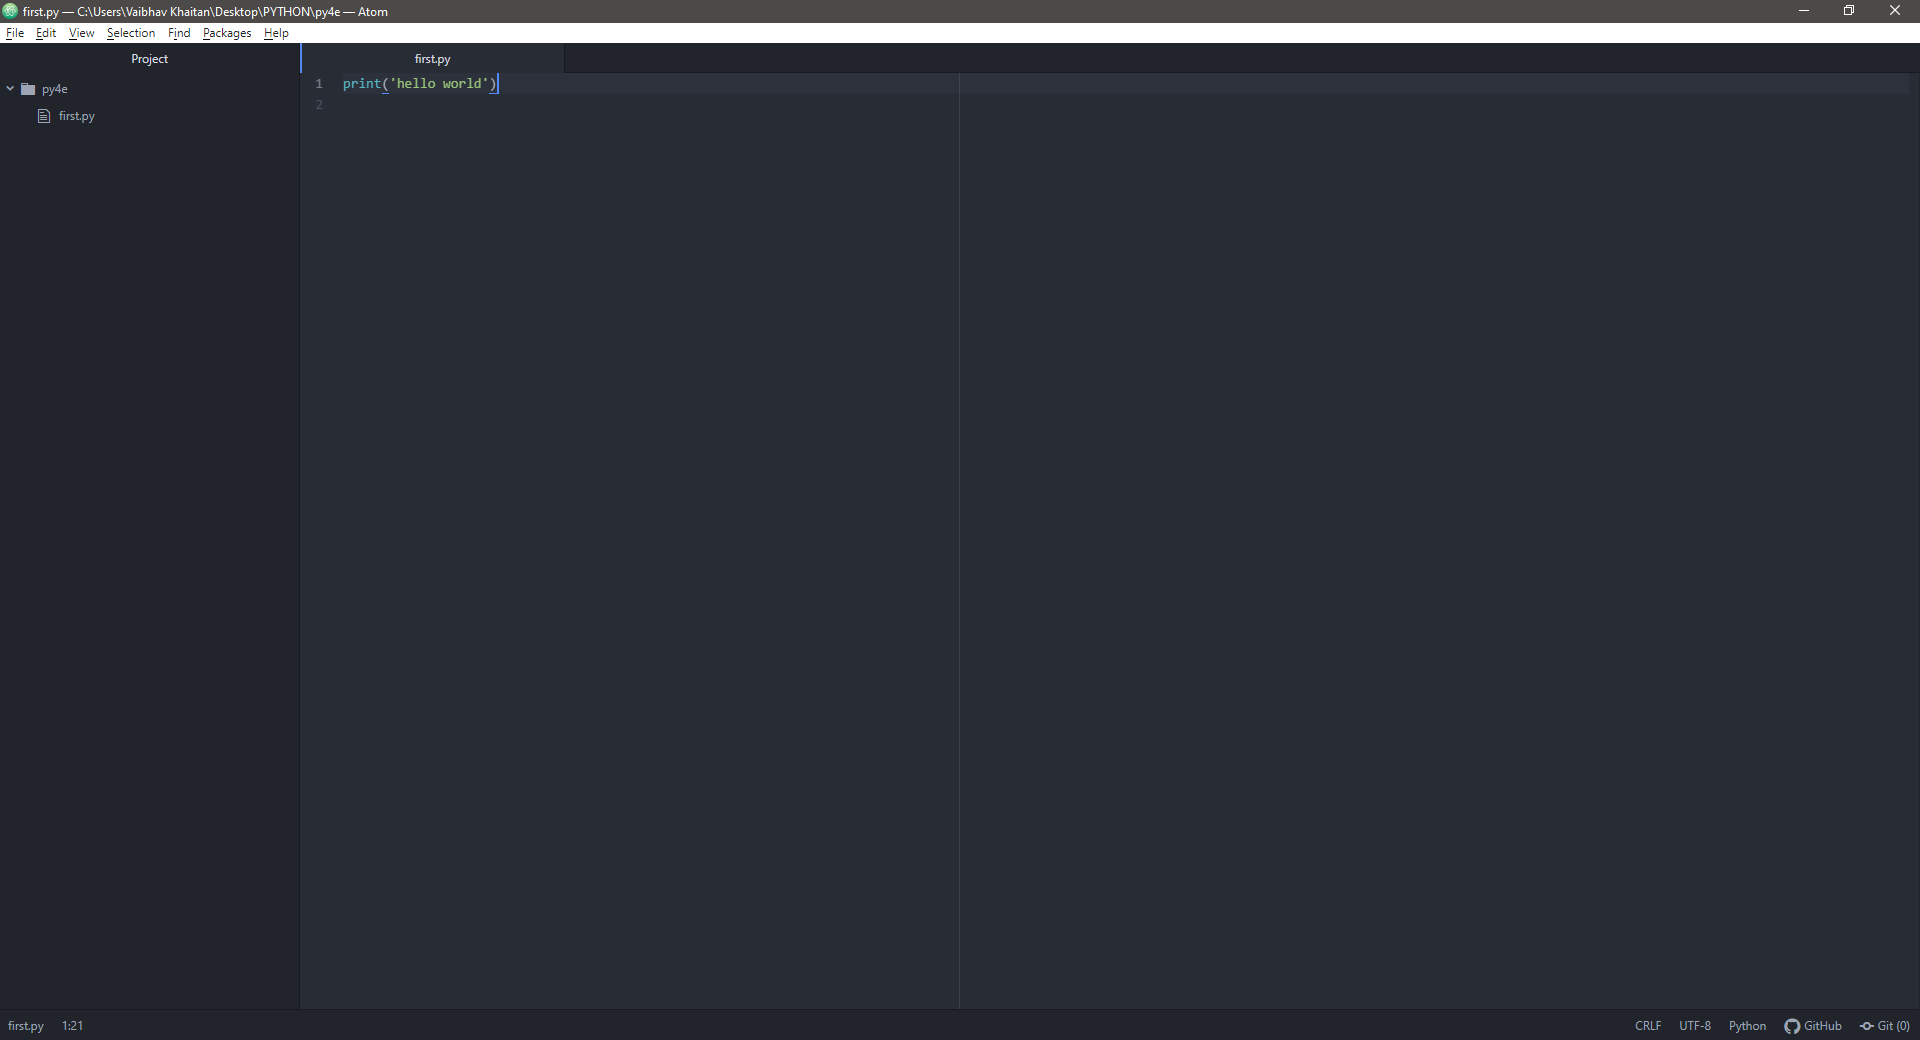 first.py — C:\Users\Vaibhav Khaitan\Desktop\PYTHON\py4e — Atom
File Edit View Selection Find Packages Help
Project first.py
py4e
first.py
1 print('hello world')
2
first.py 1:21 CRLF UTF-8 Python GitHub Git (0)